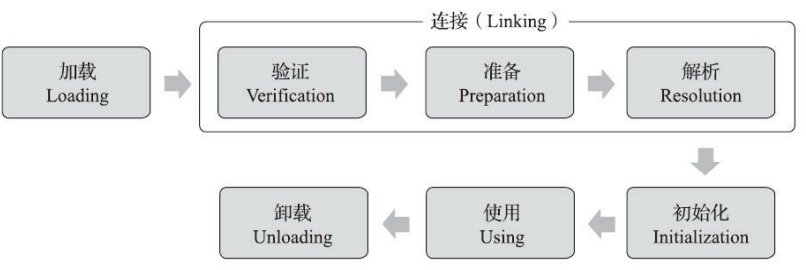 连接（Linking）
加载
Loading
验证
Verification
准备
Preparation
解析
Resolution
初始化
Initialization
使用
Using
卸载
Unloading